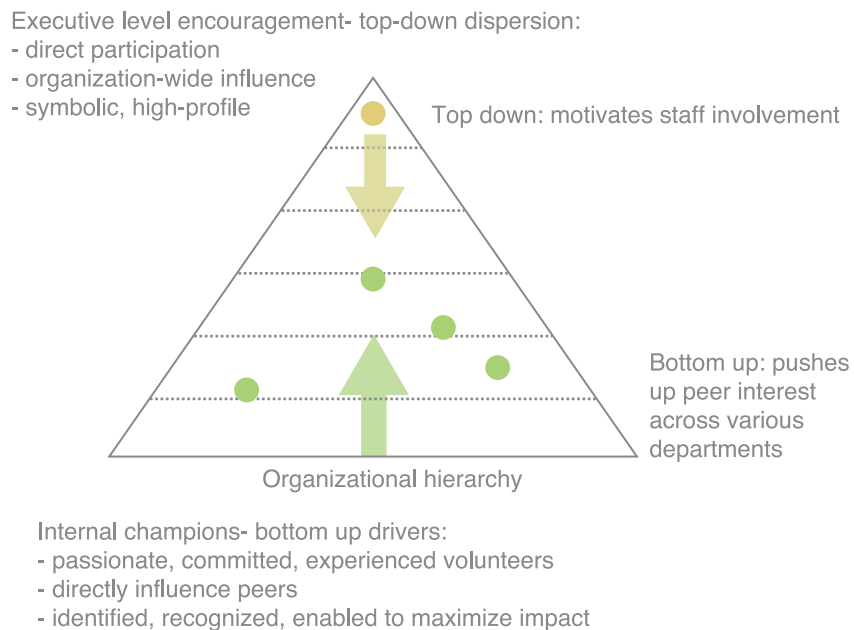 Executive level encouragement- top-down dispersion:
- direct participation
- organization-wide influence
- symbolic, high-profile
Top down: motivates staff involvement
Bottom up: pushes
up peer interest
across various
departments
Organizational hierarchy
Internal champions- bottom up drivers:
- passionate, committed, experienced volunteers
- directly influence peers
- identified, recognized, enabled to maximize impact